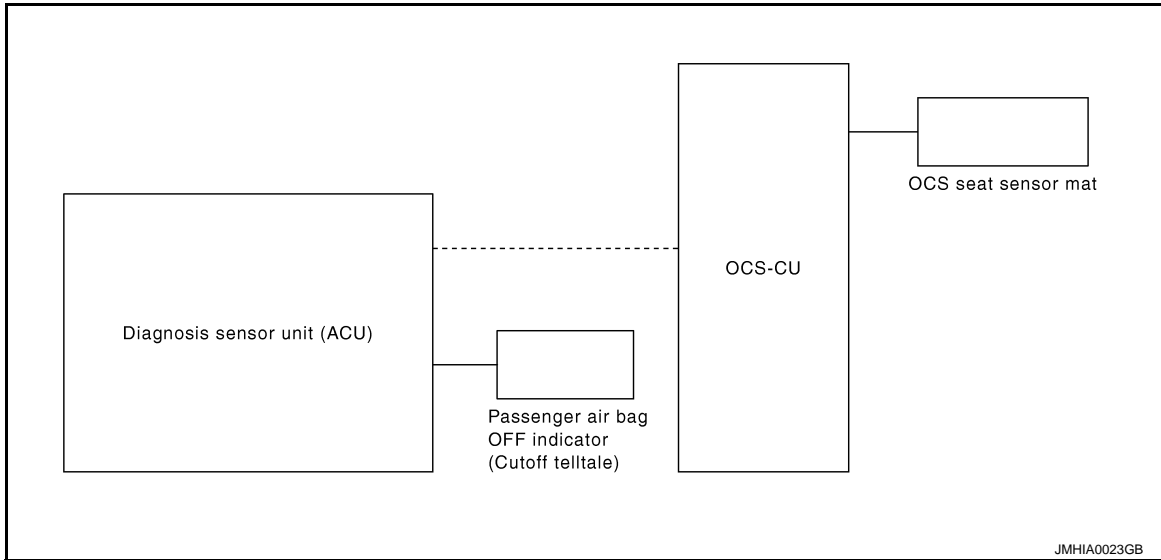 OCS seat sensor mat
OCS-CU
Diagnosis sensor unit (ACU)
Passenger air bag
OFF indicator
(Cutoff telltale)
JMHIA0023GB